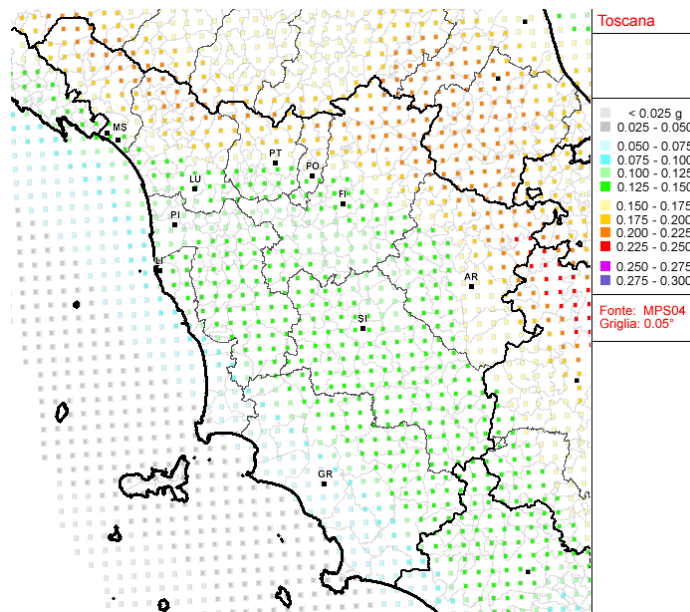 Toscana
< 0.025 g
0.025 - 0.050
0.050 - 0.075
0.075 - 0.100
0.100 - 0.125
0.125 - 0.150
0.150 - 0.175
0.175 - 0.200
0.200 - 0.225
0.225 - 0.250
0.250 - 0.275
0.275 - 0.300
Fonte: MPS04
Griglia: 0.05°
MS
PT
PO
LU
FI
PI
LI
AR
SI
GR